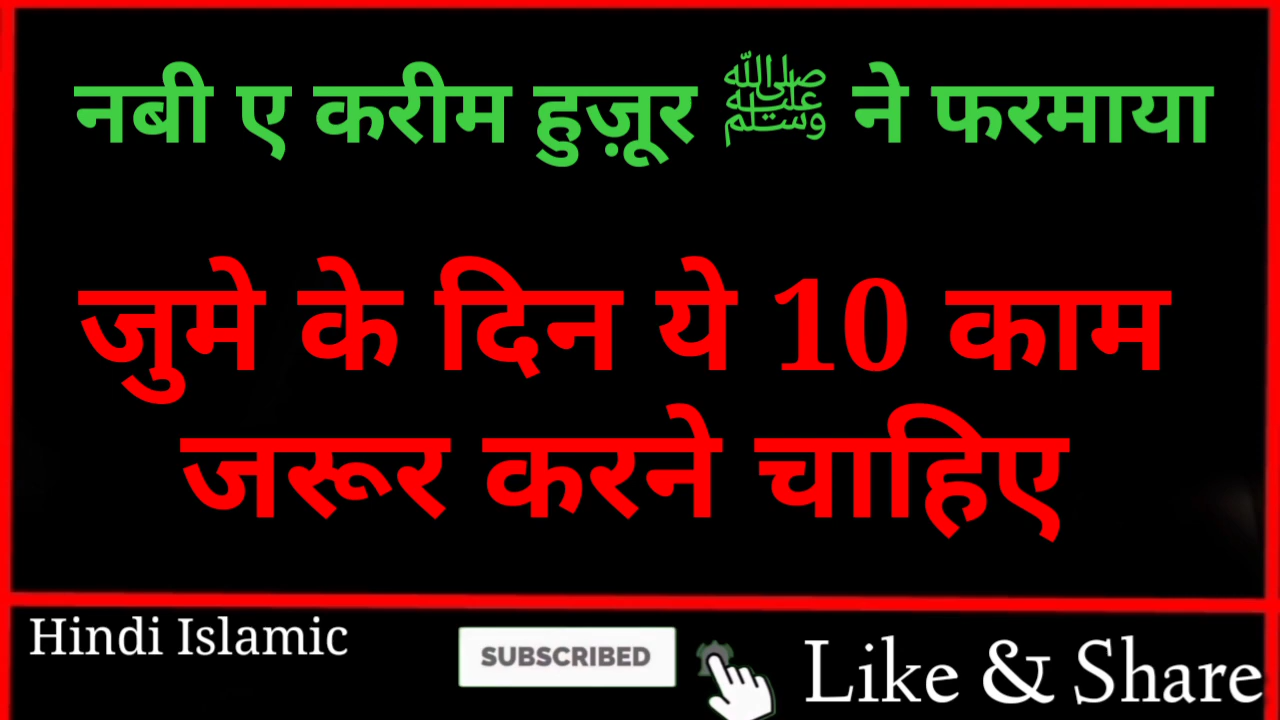 नबी ए करीम हुज़ूर ﷺ ने फरमाया
जुमे के दिन ये 10 काम
जरूर करने चाहिए
Hindi Islamic
SUBSCRIBED
Like & Share